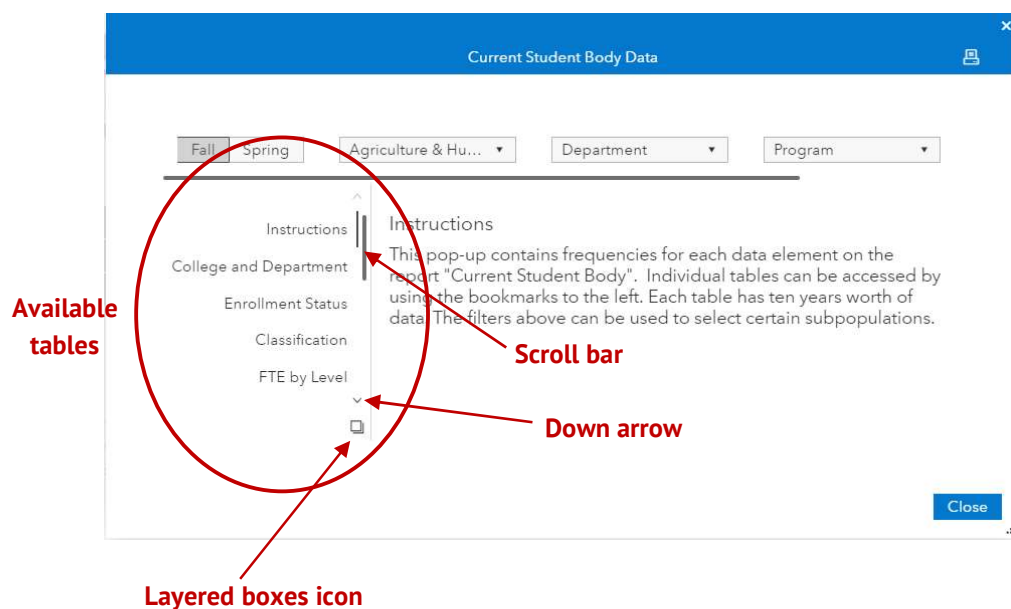 ×
Current Student Body Data
Fall Spring Agriculture & Hu... Department Program
Instructions
College and Department
Enrollment Status
Classification
FTE by Level
Instructions
This pop-up contains frequencies for each data element on the
report "Current Student Body". Individual tables can be accessed by
using the bookmarks to the left. Each table has ten years worth of
data. The filters above can be used to select certain subpopulations.
Available
tables
Scroll bar
Down arrow
Close
Layered boxes icon